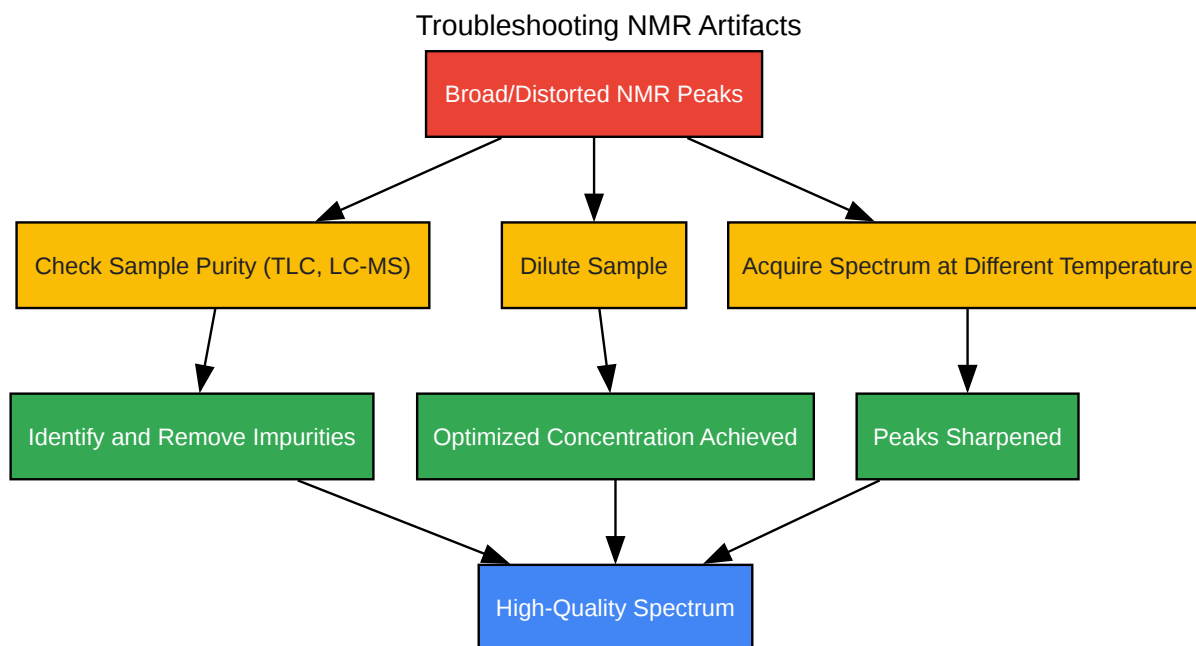 Troubleshooting NMR Artifacts
Broad/Distorted NMR Peaks
Check Sample Purity (TLC, LC-MS)
Dilute Sample
Acquire Spectrum at Different Temperature
Identify and Remove Impurities
Optimized Concentration Achieved
Peaks Sharpened
High-Quality Spectrum